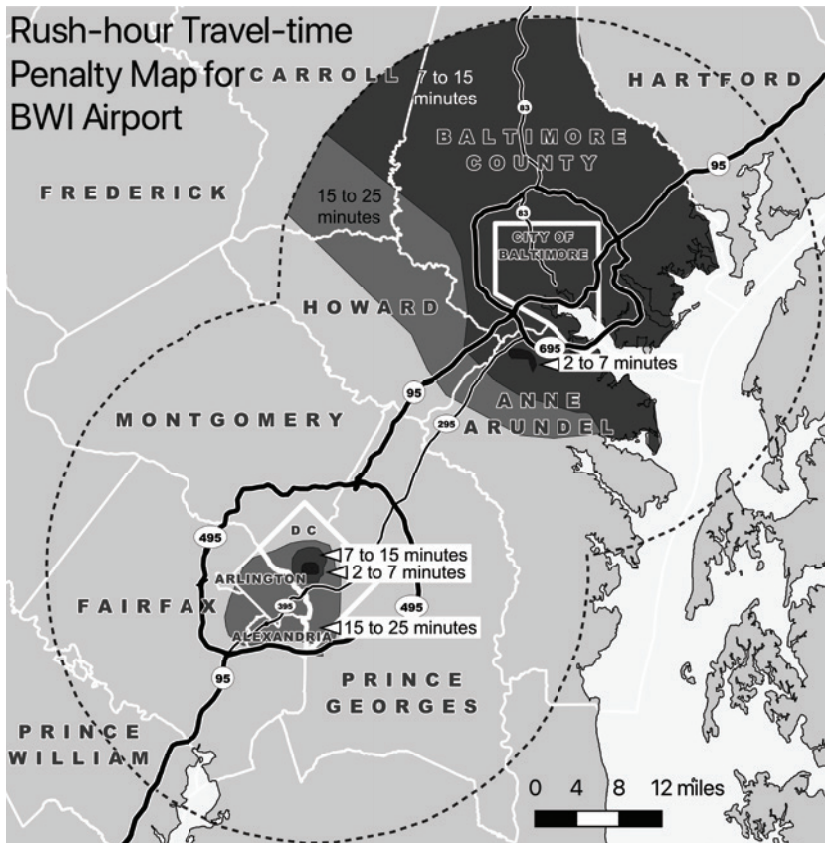 Rush-hour Travel-time
Penalty Map for
BWI Airport
CARROLL
7 to 15
minutes
HARTFORD
83
BALTIMORE
COUNTY
95
FREDERICK
15 to 25
minutes
83
CITY OF
BALTIMORE
HOWARD
695
2 to 7 minutes
95
ANNE
ARUNDEL
MONTGOMERY
295
495
D C
7 to 15 minutes
2 to 7 minutes
ARLINGTON
FAIRFAX
395
495
15 to 25 minutes
ALEXANDRIA
95
PRINCE
GEORGES
PRINCE
WILLIAM
0 4 8 12 miles